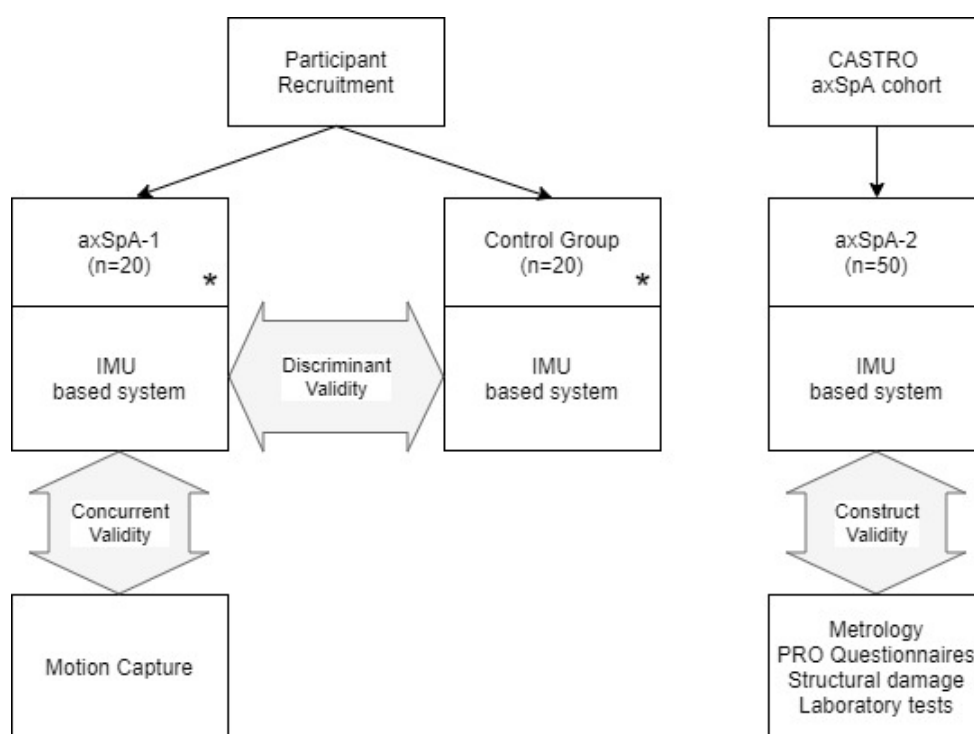 Participant
Recruitment
CASTRO
axSpA cohort
axSpA-1
(n=20)
*
Control Group
(n=20)
*
axSpA-2
(n=50)
IMU
based system
Discriminant
Validity
IMU
based system
IMU
based system
Concurrent
Validity
Construct
Validity
Motion Capture
Metrology
PRO Questionnaires
Structural damage
Laboratory tests